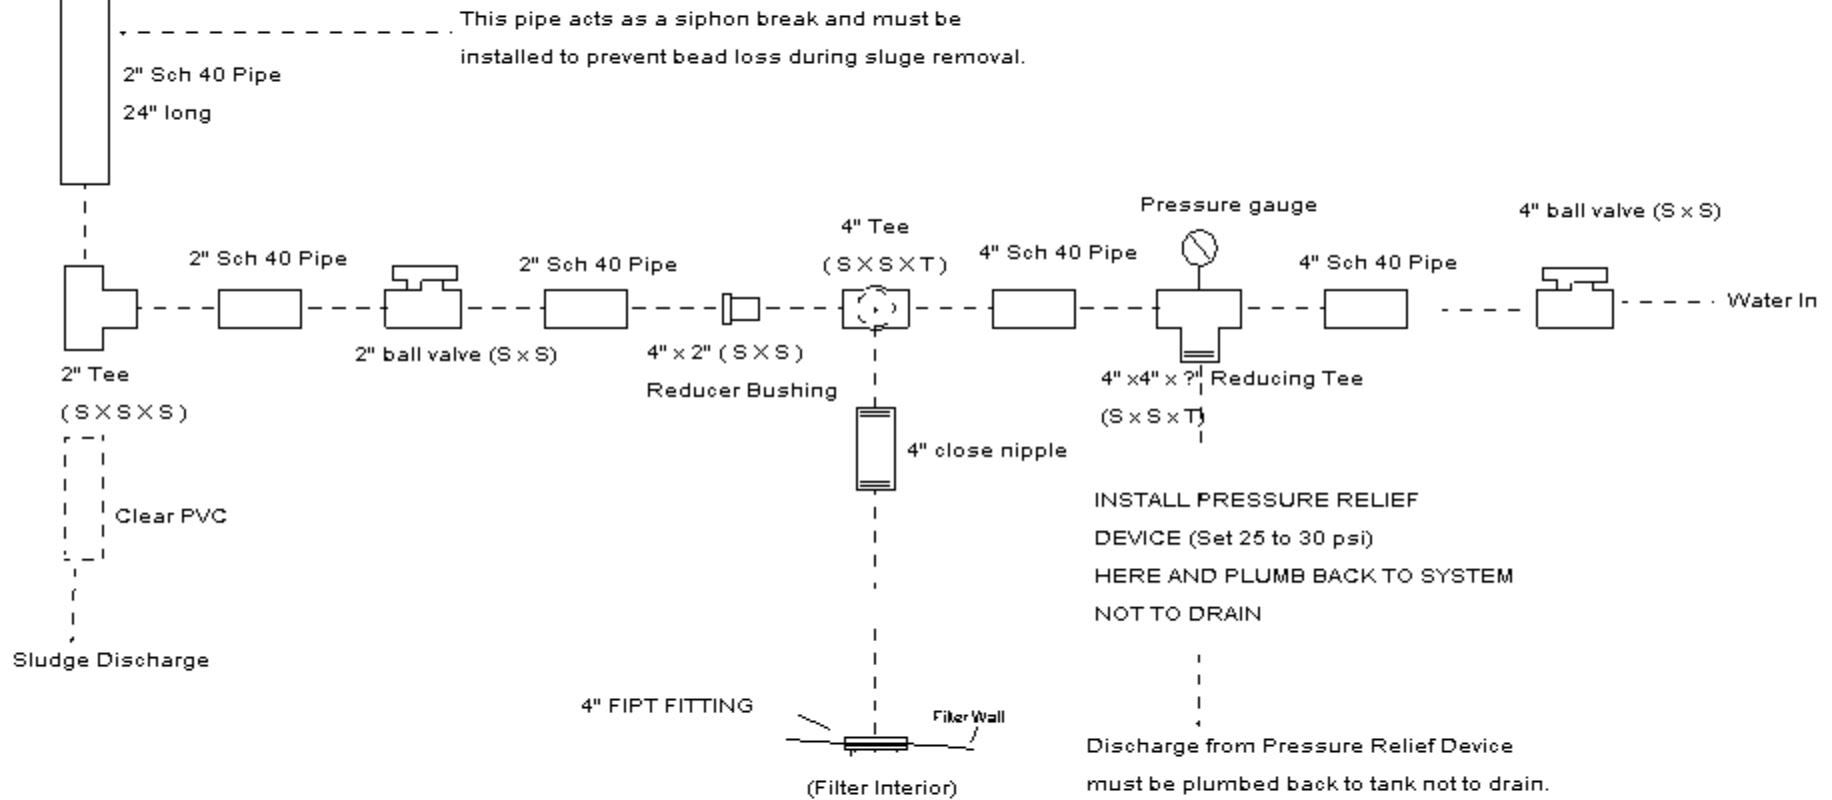 This pipe acts as a siphon break and must be
installed to prevent bead loss during sluge removal.
2" Sch 40 Pipe
24" long
Pressure gauge
4" ball valve (S x S)
4" Tee
(SXSXT)
2" Sch 40 Pipe
2" Sch 40 Pipe
4" Sch 40 Pipe
4" Sch 40 Pipe
Water In
2" Tee
(SXSXS)
2" ball valve (S x S)
4" x 2" (SXS)
Reducer Bushing
4" x4" x ?" Reducing Tee
(S x S x T)
4" close nipple
Clear PVC
INSTALL PRESSURE RELIEF
DEVICE (Set 25 to 30 psi)
HERE AND PLUMB BACK TO SYSTEM
NOT TO DRAIN
Sludge Discharge
4" FIPT FITTING
Filter Wall
(Filter Interior)
Discharge from Pressure Relief Device
must be plumbed back to tank not to drain.